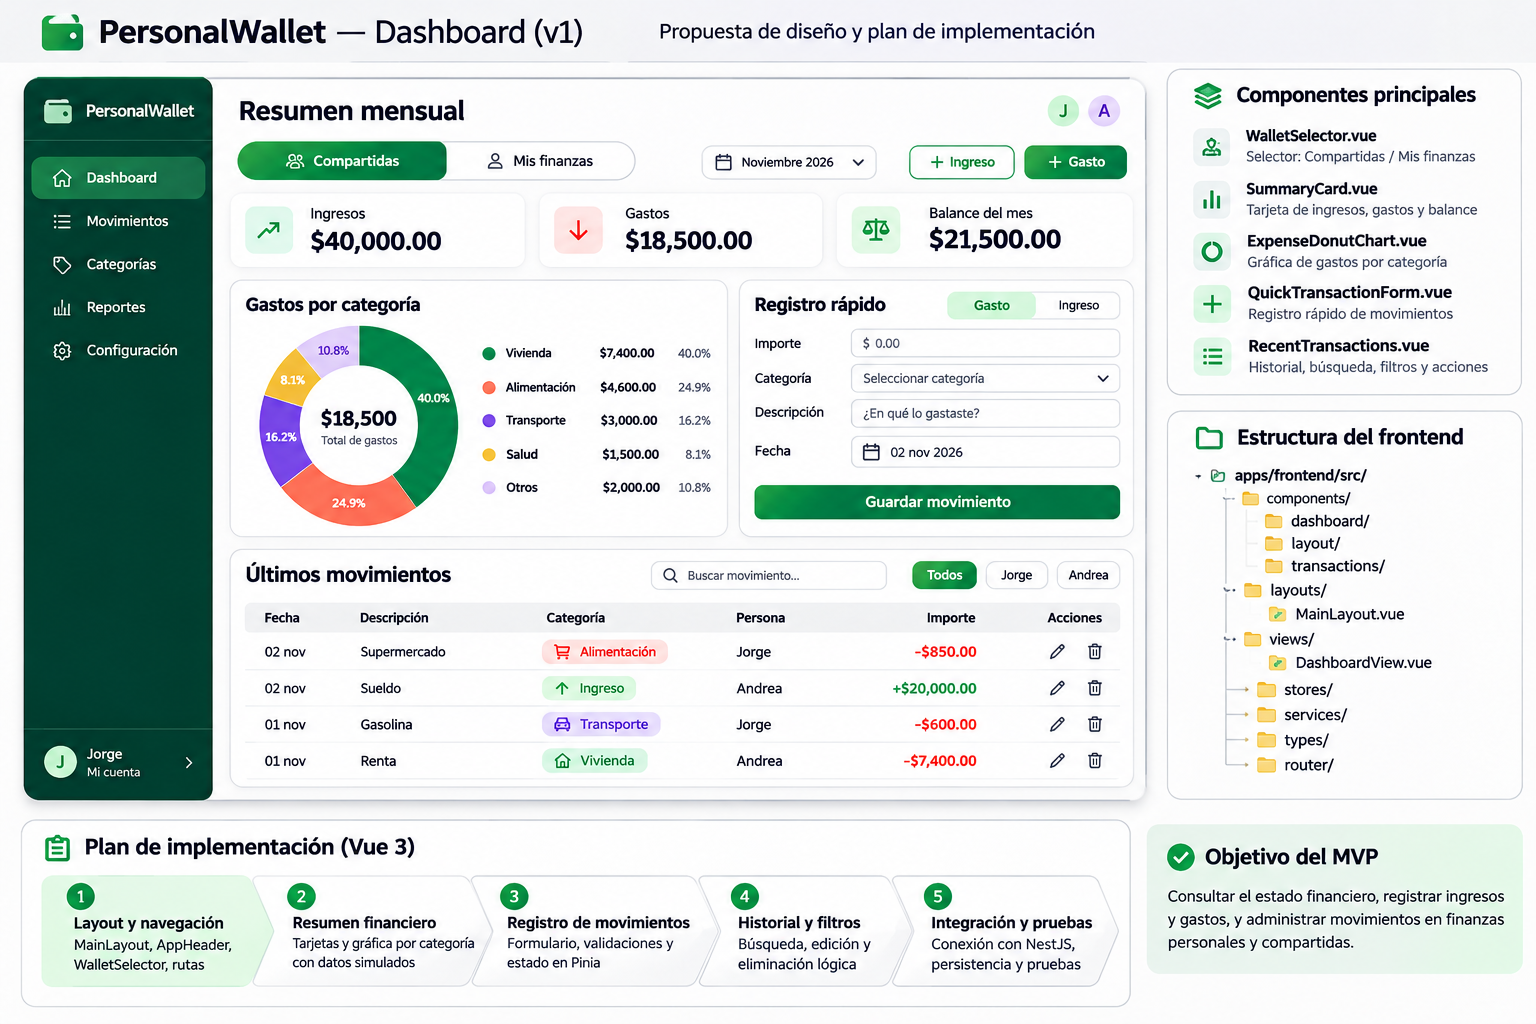 PersonalWallet — Dashboard (v1)
Propuesta de diseño y plan de implementación
PersonalWallet
Dashboard
Movimientos
Categorías
Reportes
Configuración
J
Jorge
Mi cuenta
Resumen mensual
J
A
Compartidas
Mis finanzas
Noviembre 2026
+ Ingreso
+ Gasto
Ingresos
$40,000.00
Gastos
$18,500.00
Balance del mes
$21,500.00
Gastos por categoría
10.8%
8.1%
40.0%
16.2%
24.9%
$18,500
Total de gastos
Vivienda $7,400.00 40.0%
Alimentación $4,600.00 24.9%
Transporte $3,000.00 16.2%
Salud $1,500.00 8.1%
Otros $2,000.00 10.8%
Registro rápido
Gasto
Ingreso
Importe
$ 0.00
Categoría
Seleccionar categoría
Descripción
¿En qué lo gastaste?
Fecha
02 nov 2026
Guardar movimiento
Últimos movimientos
Buscar movimiento...
Todos
Jorge
Andrea
Fecha Descripción Categoría Persona Importe Acciones
02 nov Supermercado Alimentación Jorge -$850.00
02 nov Sueldo Ingreso Andrea +$20,000.00
01 nov Gasolina Transporte Jorge -$600.00
01 nov Renta Vivienda Andrea -$7,400.00
Componentes principales
WalletSelector.vue
Selector: Compartidas / Mis finanzas
SummaryCard.vue
Tarjeta de ingresos, gastos y balance
ExpenseDonutChart.vue
Gráfica de gastos por categoría
QuickTransactionForm.vue
Registro rápido de movimientos
RecentTransactions.vue
Historial, búsqueda, filtros y acciones
Estructura del frontend
apps/frontend/src/
components/
dashboard/
layout/
transactions/
layouts/
MainLayout.vue
views/
DashboardView.vue
stores/
services/
types/
router/
Plan de implementación (Vue 3)
1
Layout y navegación
MainLayout, AppHeader,
WalletSelector, rutas
2
Resumen financiero
Tarjetas y gráfica por categoría
con datos simulados
3
Registro de movimientos
Formulario, validaciones y
estado en Pinia
4
Historial y filtros
Búsqueda, edición y
eliminación lógica
5
Integración y pruebas
Conexión con NestJS,
persistencia y pruebas
Objetivo del MVP
Consultar el estado financiero, registrar ingresos
y gastos, y administrar movimientos en finanzas
personales y compartidas.